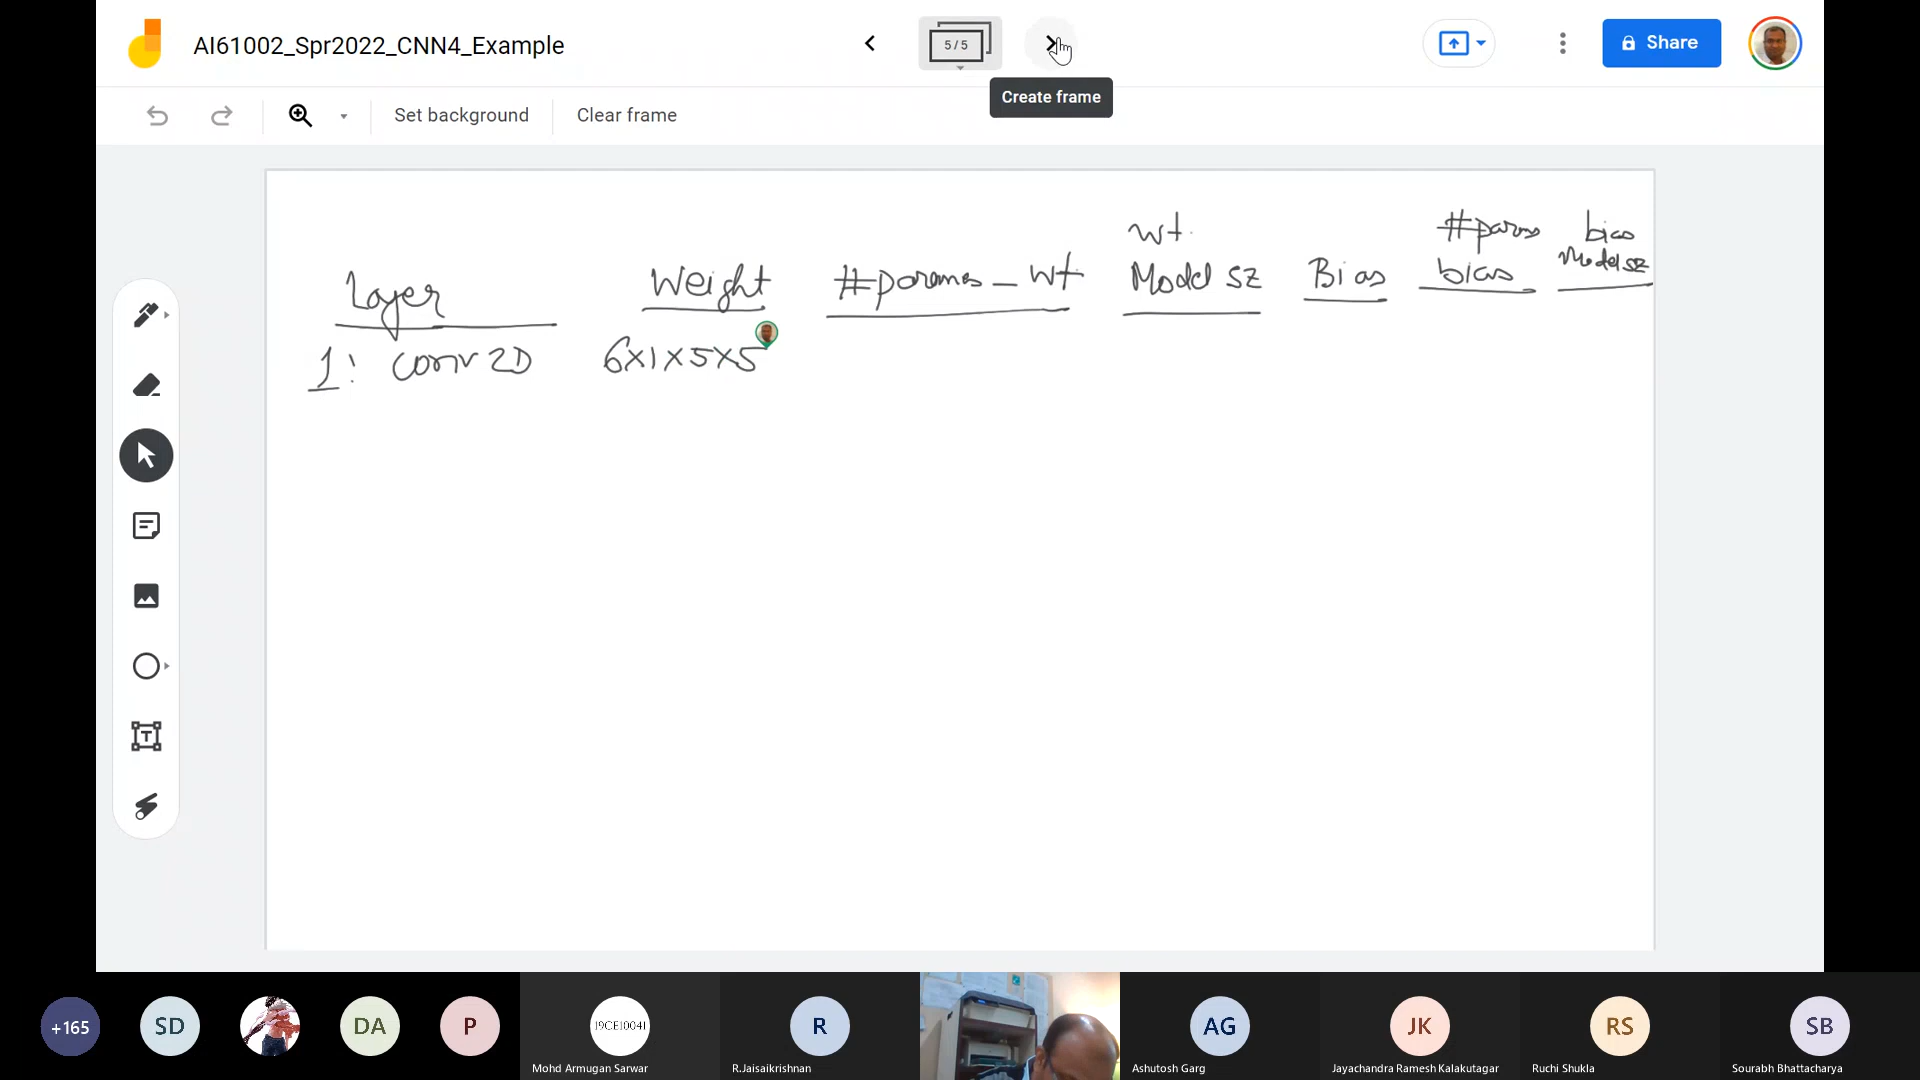 AI61002_Spr2022_CNN4_Example
5 / 5
Share
Create frame
Set background
Clear frame
Layer Weight #params_wt wt. Model sz Bias #params bias bias Model sz
1: conv 2D 6x1x5x5
+165
SD
DA
P
19CE10041
Mohd Armugan Sarwar
R
R.Jaisaikrishnan
AG
Ashutosh Garg
JK
Jayachandra Ramesh Kalakutagar
RS
Ruchi Shukla
SB
Sourabh Bhattacharya